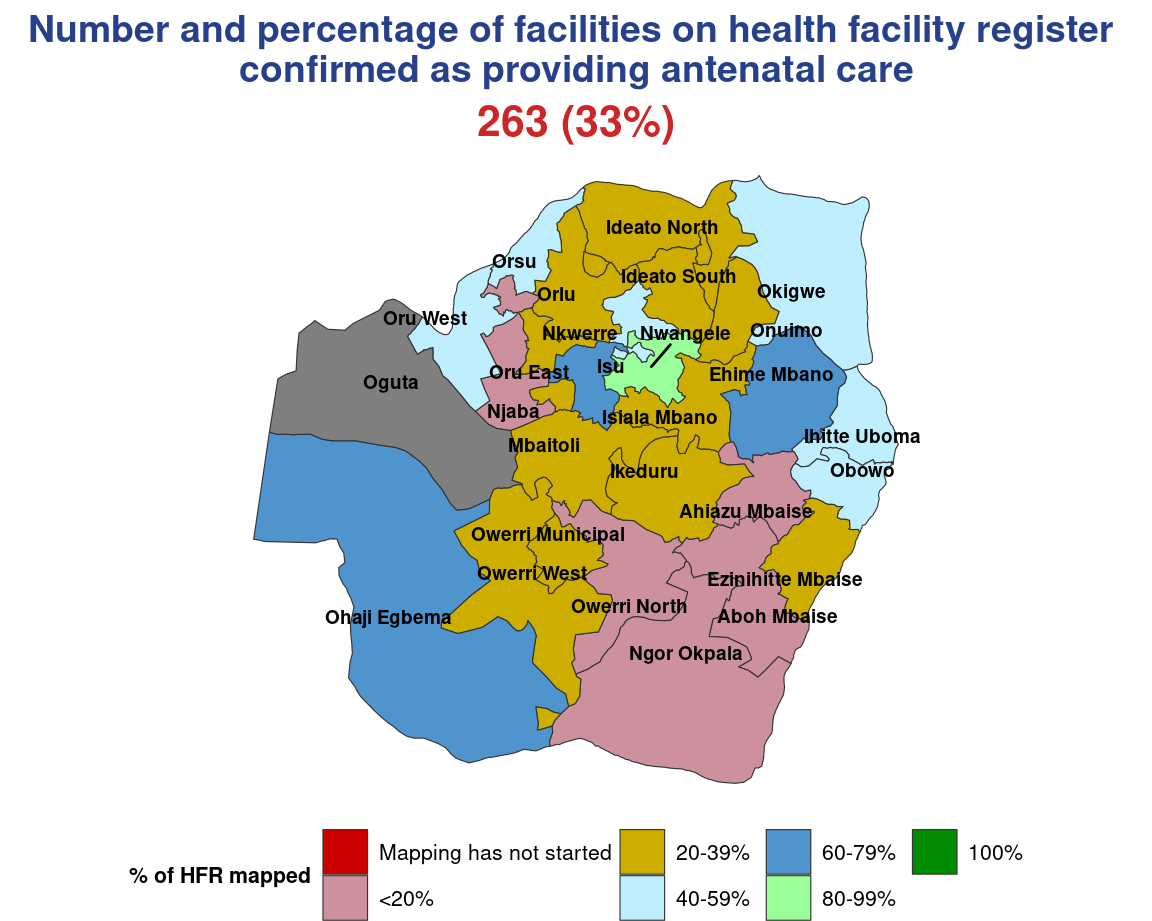 Number and percentage of facilities on health facility register
confirmed as providing antenatal care
263 (33%)
Ideato North
Orsu
Ideato South
Orlu
Okigwe
Oru West
Nkwerre
Nwangele
Onuimo
Isu
Oru East
Ehime Mbano
Oguta
Njaba
Isiala Mbano
Mbaitoli
Ihitte Uboma
Ikeduru
Obowo
Ahiazu Mbaise
Owerri Municipal
Owerri West
Ezinihitte Mbaise
Owerri North
Ohaji Egbema
Aboh Mbaise
Ngor Okpala
% of HFR mapped
Mapping has not started
<20%
20-39%
40-59%
60-79%
80-99%
100%